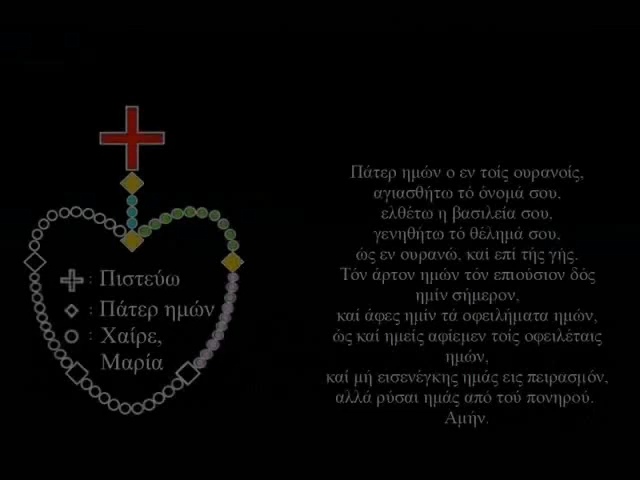 : Πιστεύω
: Πάτερ ημών
: Χαίρε,
Μαρία
Πάτερ ημών ο εν τοίς ουρανοίς,
αγιασθήτω τό όνομά σου,
ελθέτω η βασιλεία σου,
γενηθήτω τό θέλημά σου,
ώς εν ουρανώ, καί επί τής γής.
Τόν άρτον ημών τόν επιούσιον δός
ημίν σήμερον,
καί άφες ημίν τά οφειλήματα ημών,
ώς καί ημείς αφίεμεν τοίς οφειλέταις
ημών,
καί μή εισενέγκης ημάς εις πειρασμόν,
αλλά ρύσαι ημάς από τού πονηρού.
Αμήν.